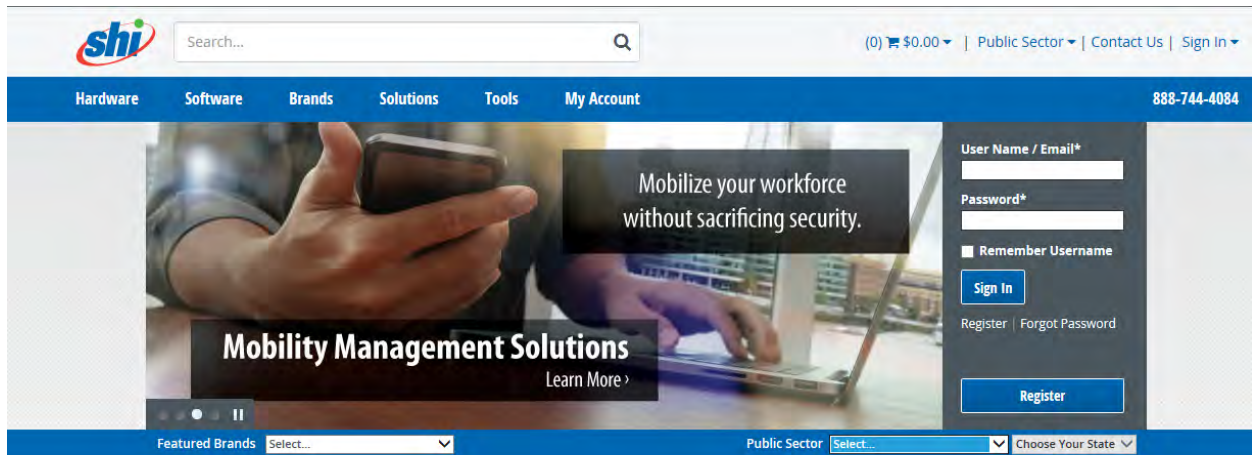 shi
Search...
(0) $0.00 | Public Sector | Contact Us | Sign In
Hardware Software Brands Solutions Tools My Account 888-744-4084
Mobilize your workforce
without sacrificing security.
Mobility Management Solutions
Learn More ›
User Name / Email*
Password*
Remember Username
Sign In
Register | Forgot Password
Register
Featured Brands Select... Public Sector Select... Choose Your State